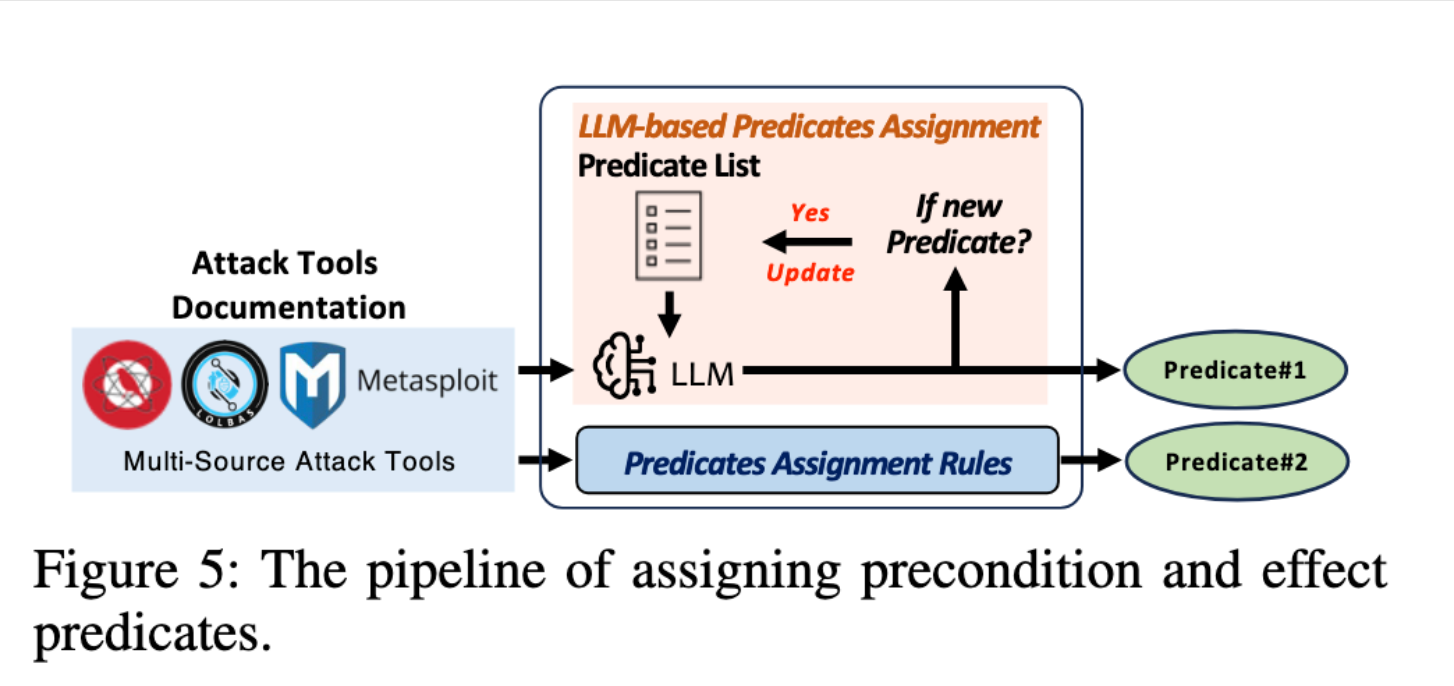 LLM-based Predicates Assignment
Predicate List
Yes
If new
Predicate?
Update
Attack Tools
Documentation
LLM
LOLBAS
Metasploit
Multi-Source Attack Tools
Predicates Assignment Rules
Predicate#1
Predicate#2
Figure 5: The pipeline of assigning precondition and effect
predicates.